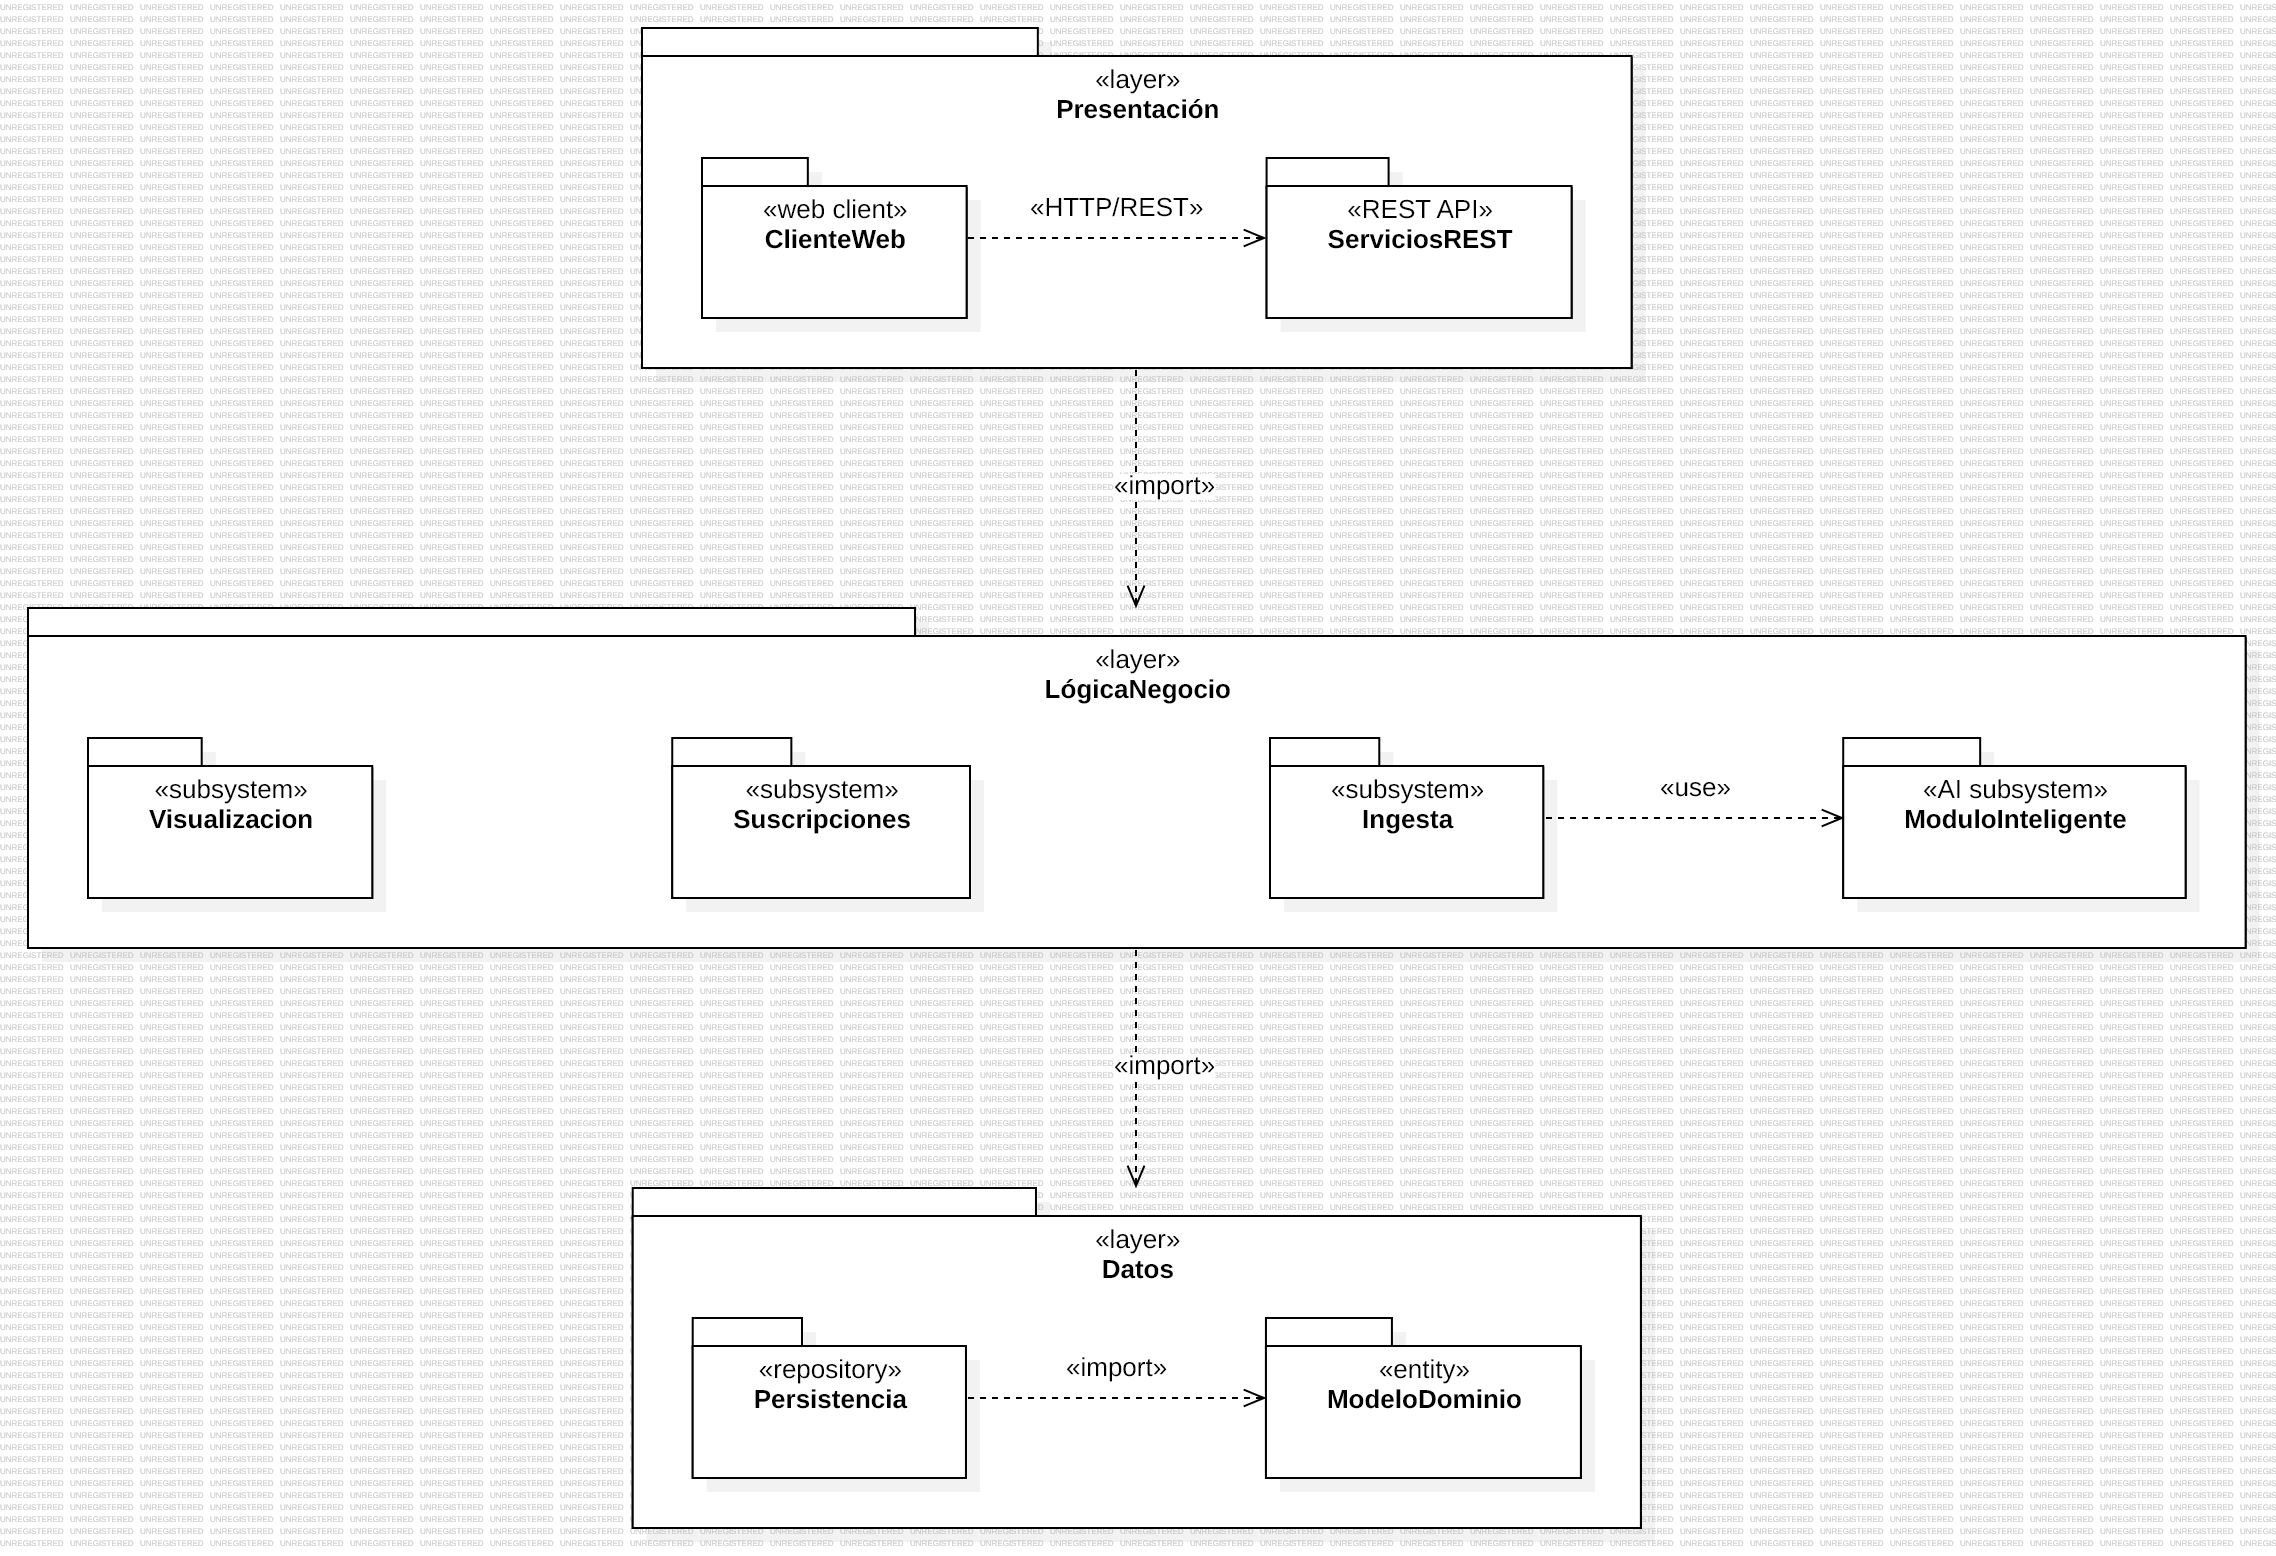 «layer»
Presentación
«web client»
ClienteWeb
«HTTP/REST»
«REST API»
ServiciosREST
«import»
«layer»
LógicaNegocio
«subsystem»
Visualizacion
«subsystem»
Suscripciones
«subsystem»
Ingesta
«use»
«AI subsystem»
ModuloInteligente
«import»
«layer»
Datos
«repository»
Persistencia
«import»
«entity»
ModeloDominio
UNREGISTERED